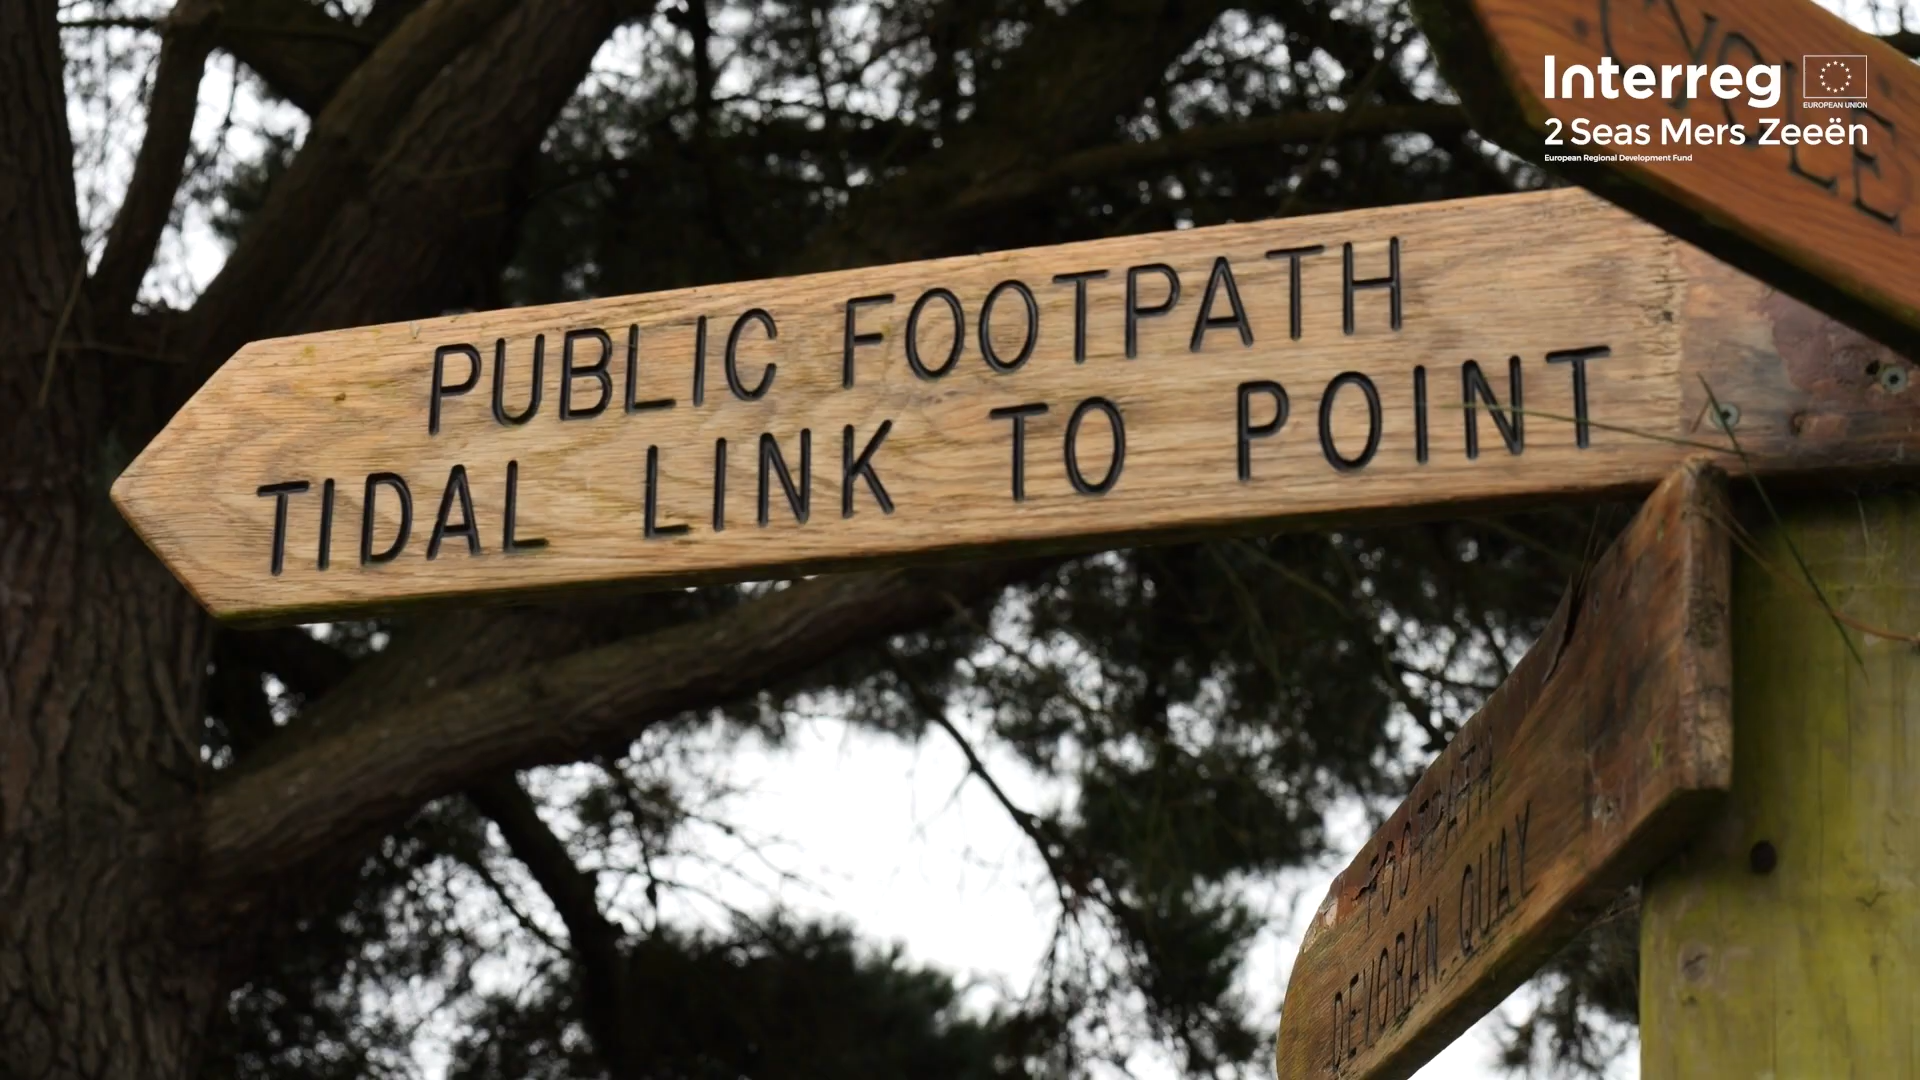 CYCLE
Interreg
EUROPEAN UNION
2 Seas Mers Zeeën
European Regional Development Fund
PUBLIC FOOTPATH
TIDAL LINK TO POINT
FOOTPATH
DEVORAN QUAY